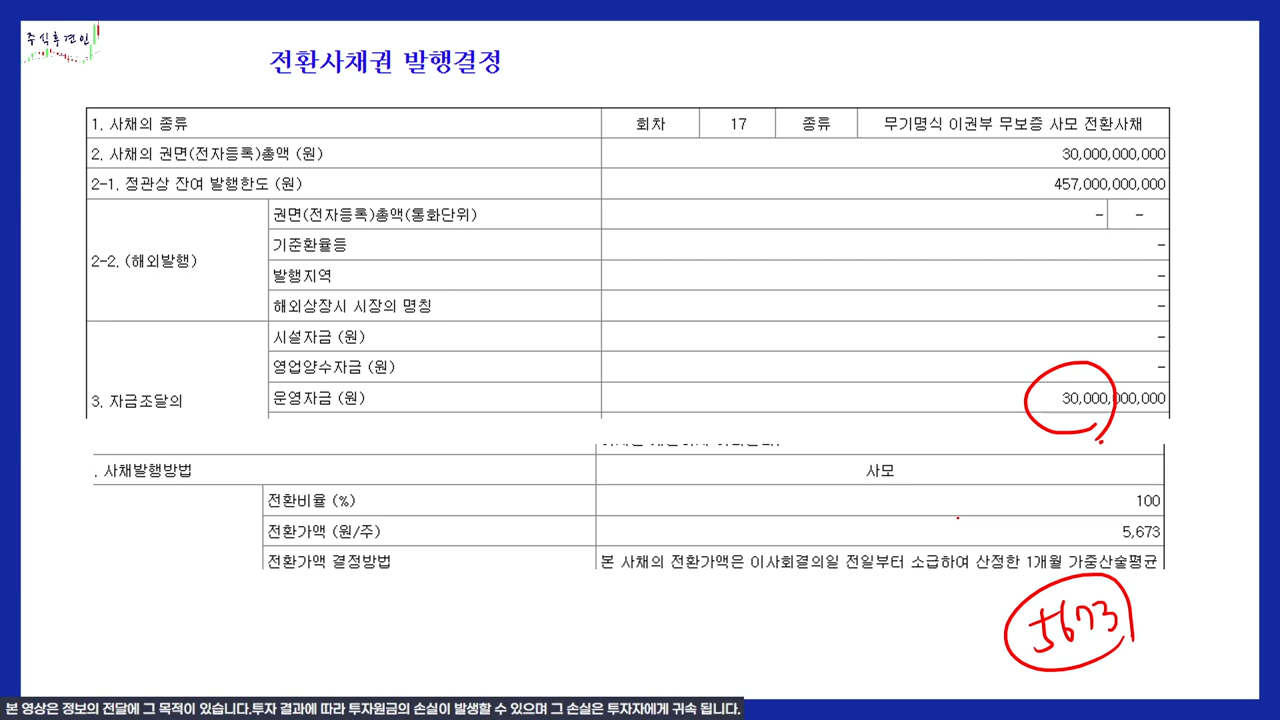 주식후견인
전환사채권 발행결정
1. 사채의 종류 회차 17 종류 무기명식 이권부 무보증 사모 전환사채
2. 사채의 권면(전자등록)총액 (원) 30,000,000,000
2-1. 정관상 잔여 발행한도 (원) 457,000,000,000
2-2. (해외발행) 권면(전자등록)총액(통화단위) - -
기준환율등 -
발행지역 -
해외상장시 시장의 명칭 -
3. 자금조달의 시설자금 (원) -
영업양수자금 (원) -
운영자금 (원) 30,000,000,000
. 사채발행방법 사모
전환비율 (%) 100
전환가액 (원/주) 5,673
전환가액 결정방법 본 사채의 전환가액은 이사회결의일 전일부터 소급하여 산정한 1개월 가중산술평균
5673
본 영상은 정보의 전달에 그 목적이 있습니다.투자 결과에 따라 투자원금의 손실이 발생할 수 있으며 그 손실은 투자자에게 귀속 됩니다.